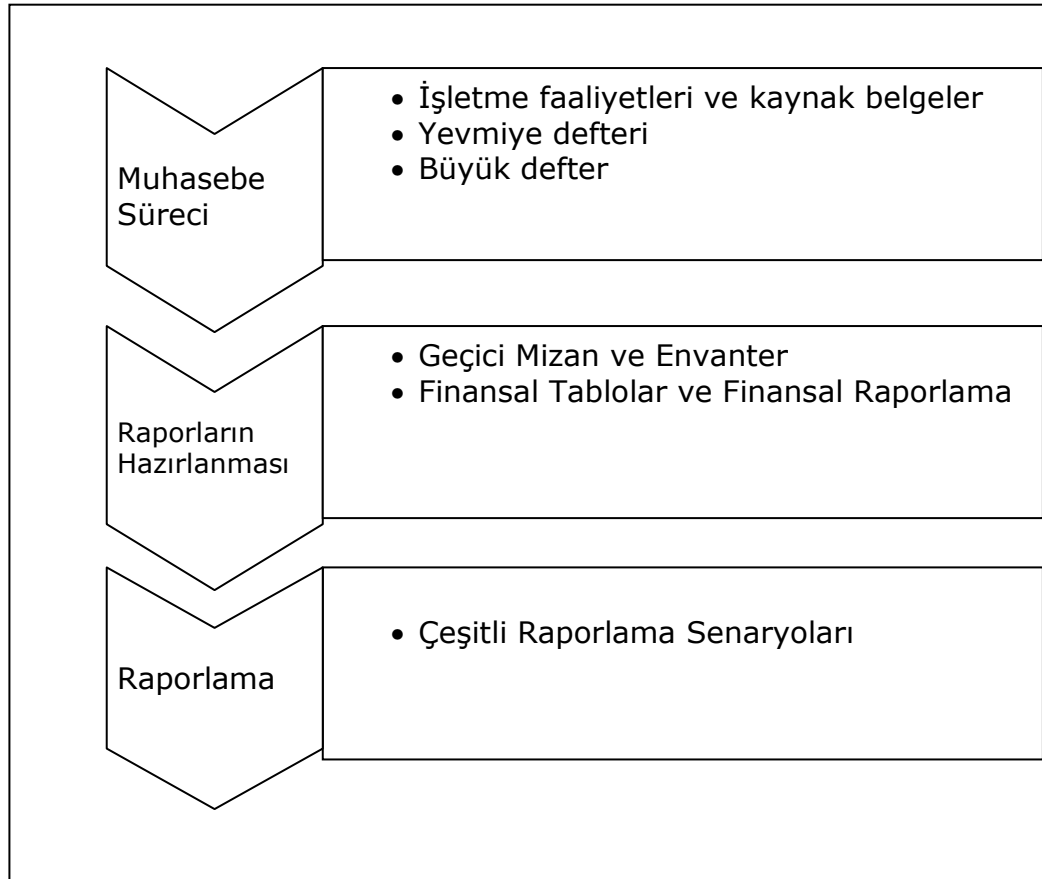 Muhasebe
Süreci
• İşletme faaliyetleri ve kaynak belgeler
• Yevmiye defteri
• Büyük defter
Raporların
Hazırlanması
• Geçici Mizan ve Envanter
• Finansal Tablolar ve Finansal Raporlama
Raporlama
• Çeşitli Raporlama Senaryoları